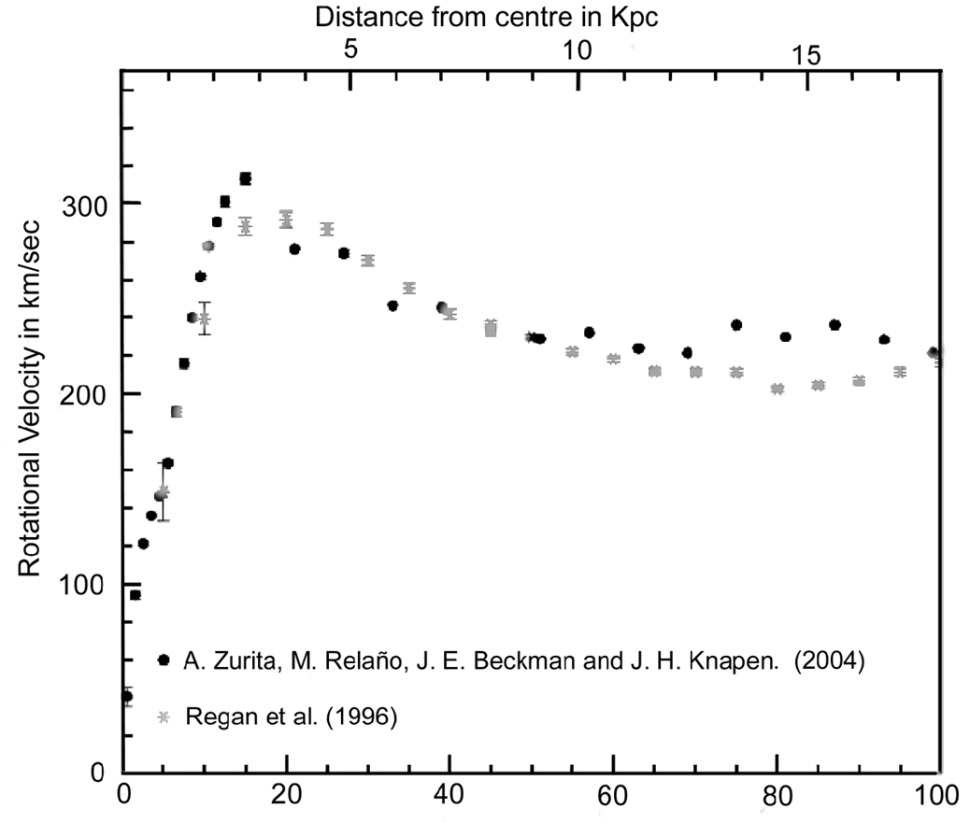 Distance from centre in Kpc
5 10 15
Rotational Velocity in km/sec
300
200
100
0
A. Zurita, M. Relaño, J. E. Beckman and J. H. Knapen. (2004)
Regan et al. (1996)
0 20 40 60 80 100